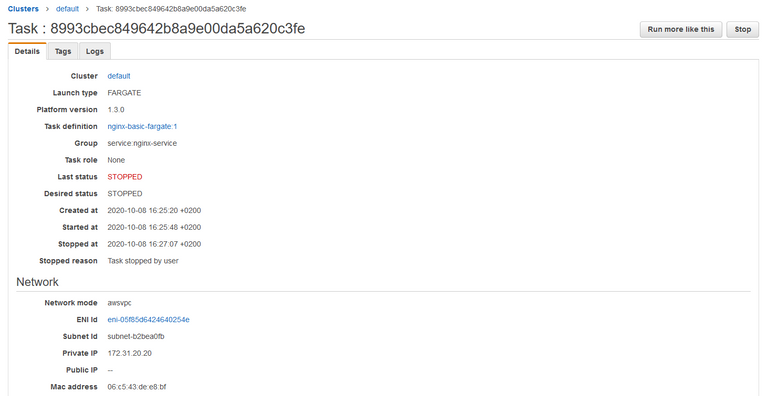 Clusters > default > Task: 8993cbec849642b8a9e00da5a620c3fe
Task : 8993cbec849642b8a9e00da5a620c3fe
Run more like this Stop
Details Tags Logs
Cluster default
Launch type FARGATE
Platform version 1.3.0
Task definition nginx-basic-fargate:1
Group service:nginx-service
Task role None
Last status STOPPED
Desired status STOPPED
Created at 2020-10-08 16:25:20 +0200
Started at 2020-10-08 16:25:48 +0200
Stopped at 2020-10-08 16:27:07 +0200
Stopped reason Task stopped by user
Network
Network mode awsvpc
ENI Id eni-05f85d6424640254e
Subnet Id subnet-b2bea0fb
Private IP 172.31.20.20
Public IP --
Mac address 06:c5:43:de:e8:bf